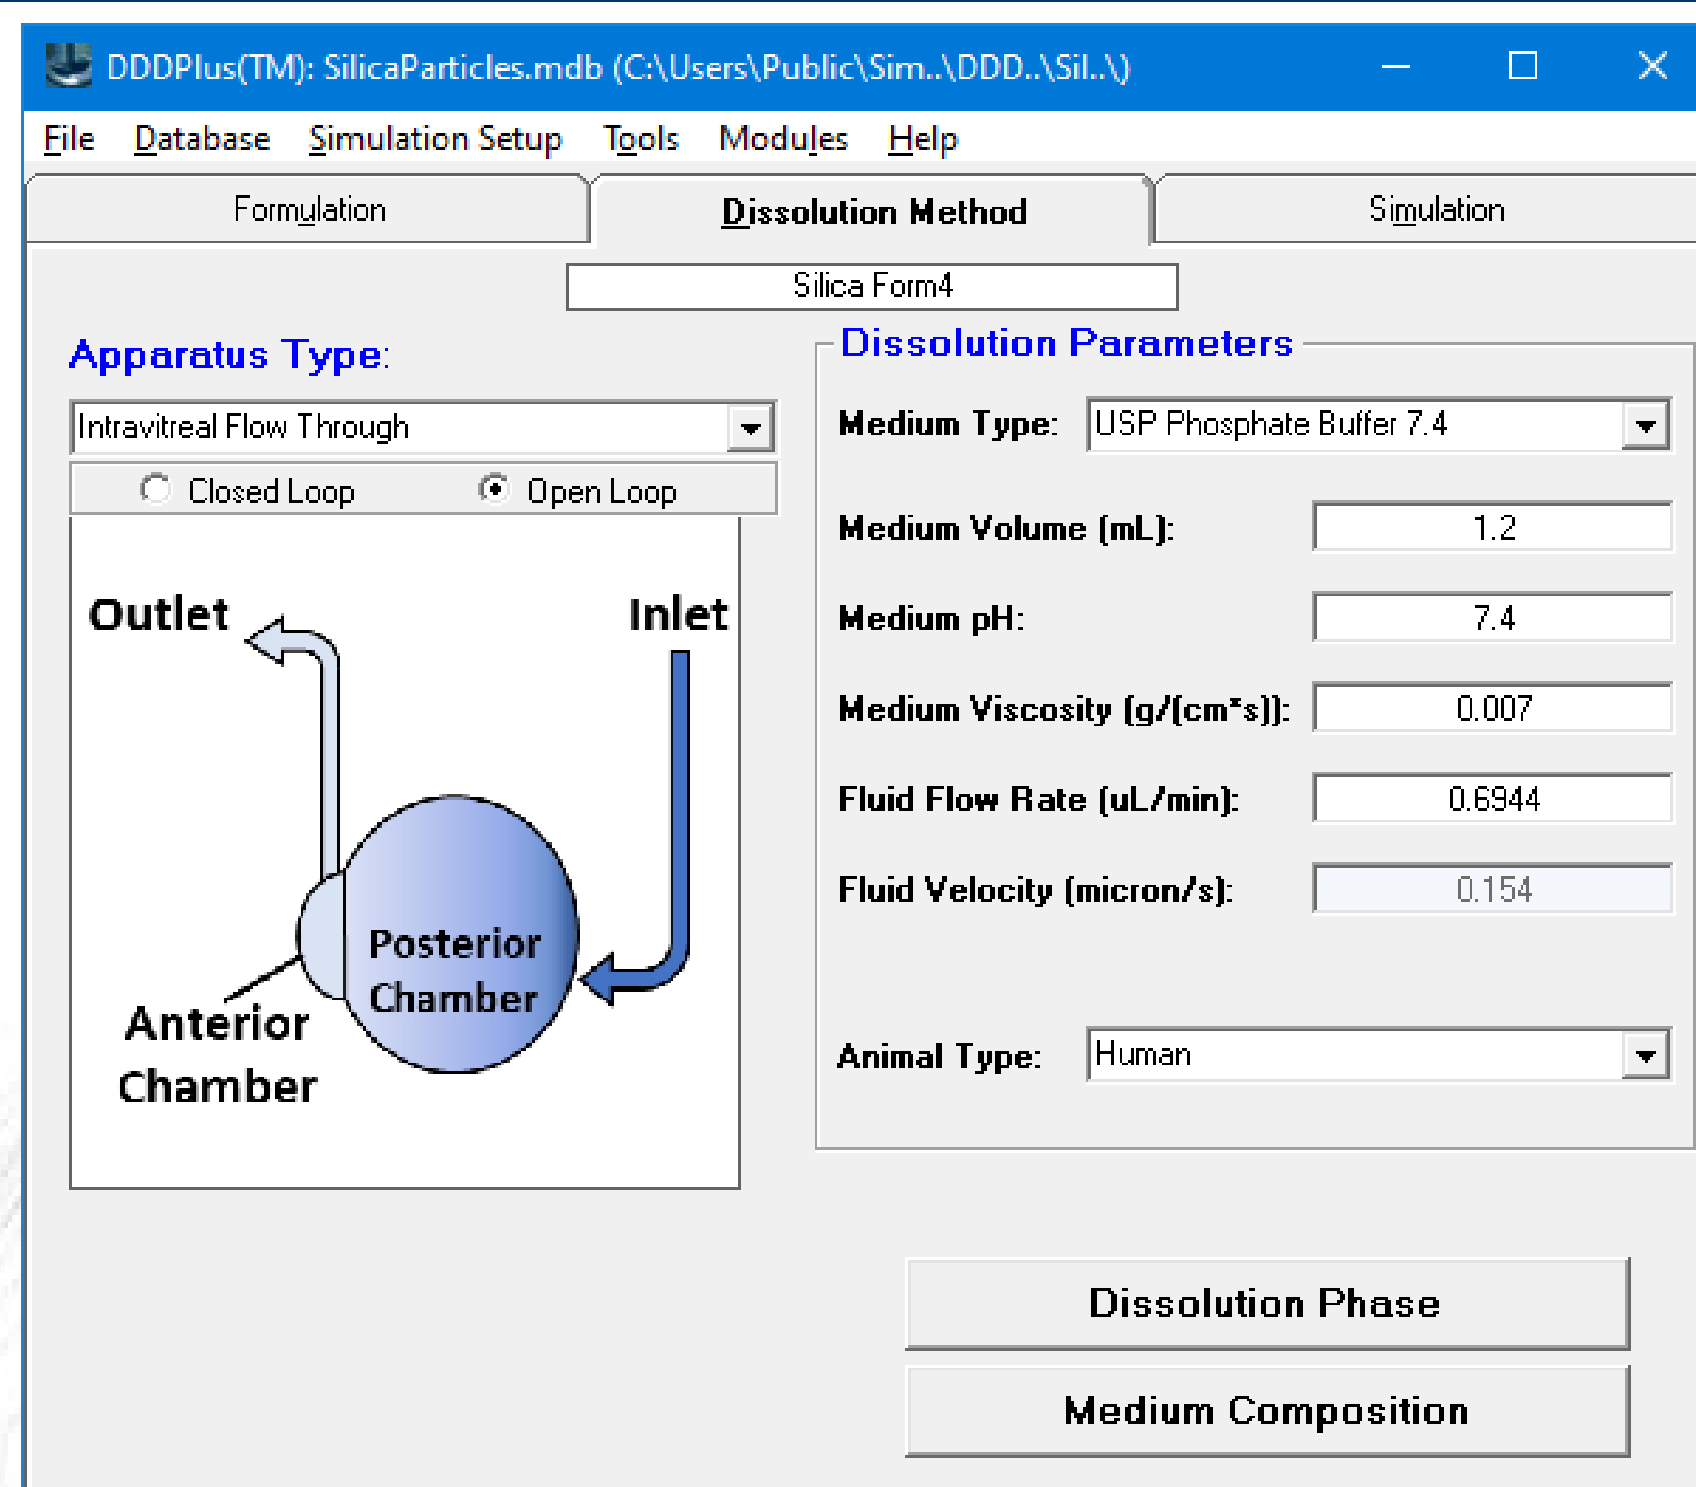 DDDPlus(TM): SilicaParticles.mdb (C:\Users\Public\Sim..\DDD..\Sil..\)
File Database Simulation Setup Tools Modules Help
Formulation Dissolution Method Simulation
Silica Form4
Apparatus Type:
Intravitreal Flow Through
Closed Loop Open Loop
Outlet Inlet
Posterior
Chamber
Anterior
Chamber
Dissolution Parameters
Medium Type: USP Phosphate Buffer 7.4
Medium Volume (mL): 1.2
Medium pH: 7.4
Medium Viscosity (g/(cm*s)): 0.007
Fluid Flow Rate (uL/min): 0.6944
Fluid Velocity (micron/s): 0.154
Animal Type: Human
Dissolution Phase
Medium Composition